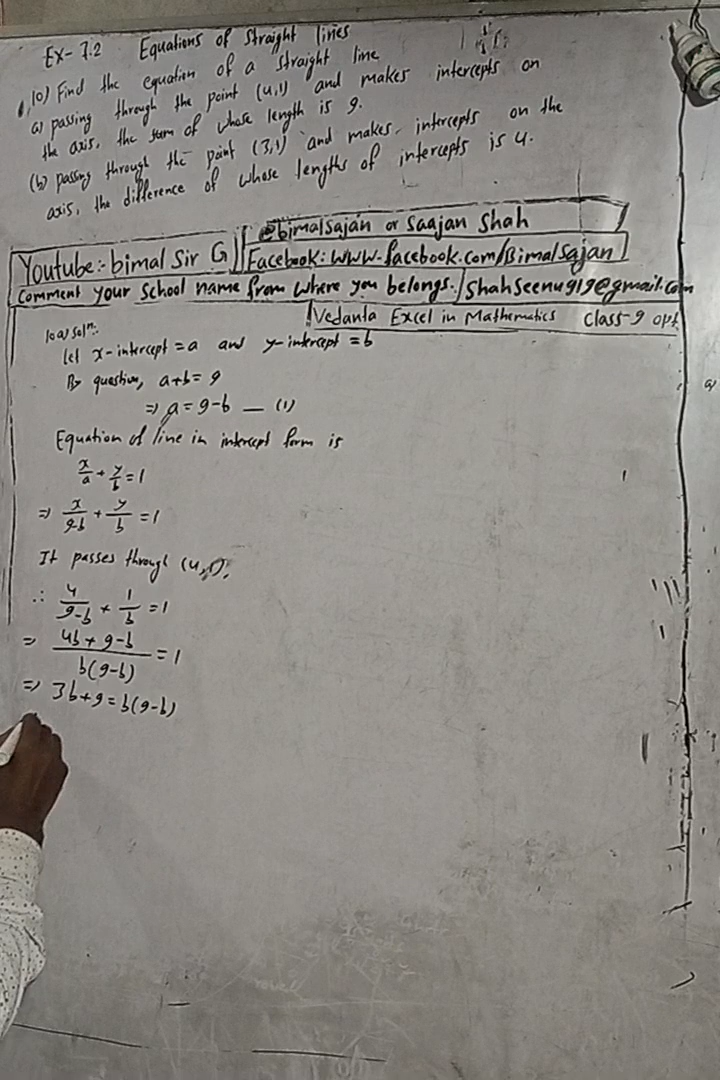 Ex- 7.2 Equations of Straight lines
10) Find the equation of a straight line
a) passing through the point (4,1) and makes intercepts on
the axis, the sum of whose length is 9.
(b) passing through the point (3,1) and makes intercepts on the
axis, the difference of whose lengths of intercepts is 4.
@bimalsajan or Saajan Shah
Youtube:- bimal Sir G
Facebook: www.facebook.com/Bimalsajan
Comment your School name from where you belongs. / Shahseenu919@gmail.com
Vedanta Excel in Mathematics Class-9 opt
10a) solⁿ:
let x-intercept = a and y-intercept = b
By question, a+b = 9
⇒ a = 9-b — (1)
Equation of line in intercept form is
x/a + y/b = 1
⇒ x/9-b + y/b = 1
It passes through (4,1),
∴ 4/9-b + 1/b = 1
⇒ 4b + 9-b / b(9-b) = 1
⇒ 3b+9 = b(9-b)